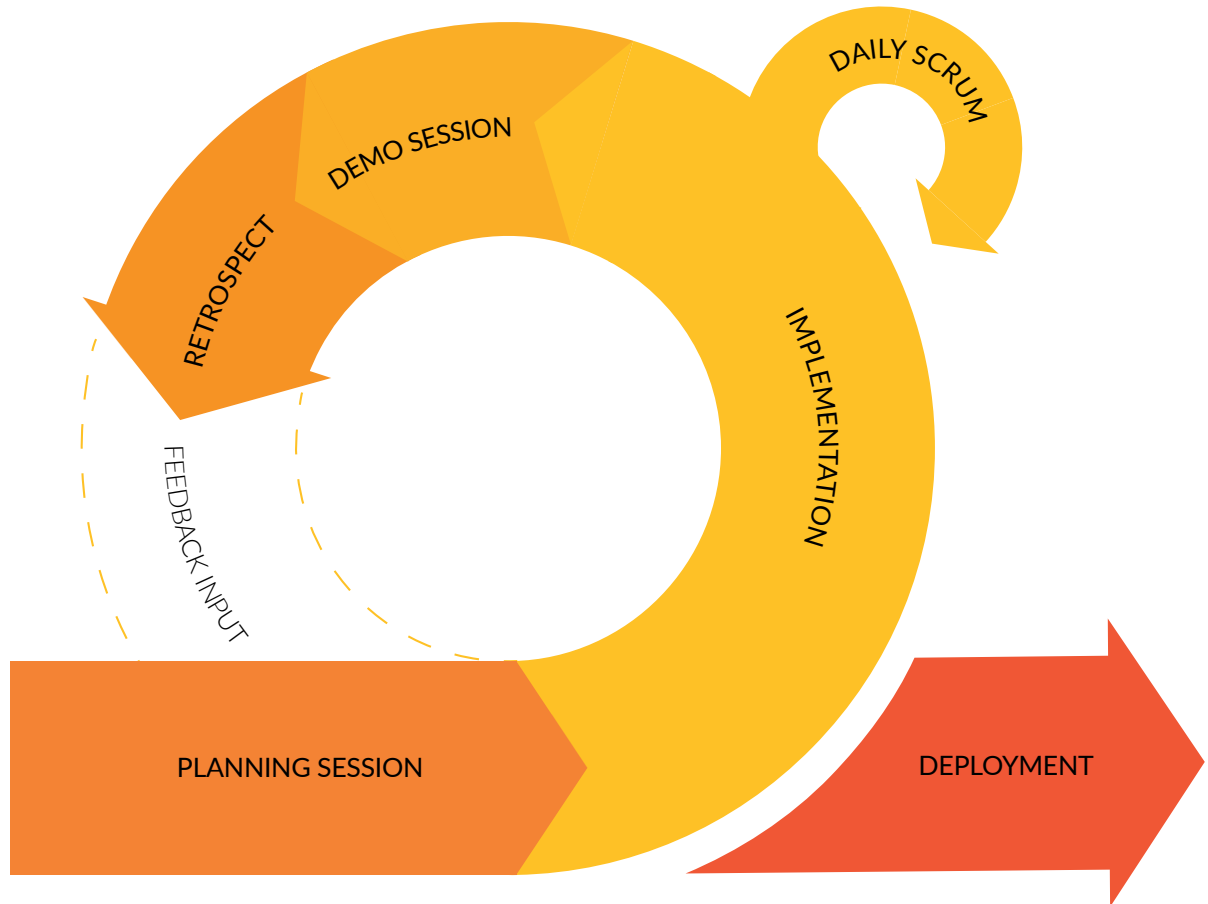 DAILY SCRUM
DEMO SESSION
RETROSPECT
IMPLEMENTATION
FEEDBACK INPUT
PLANNING SESSION
DEPLOYMENT